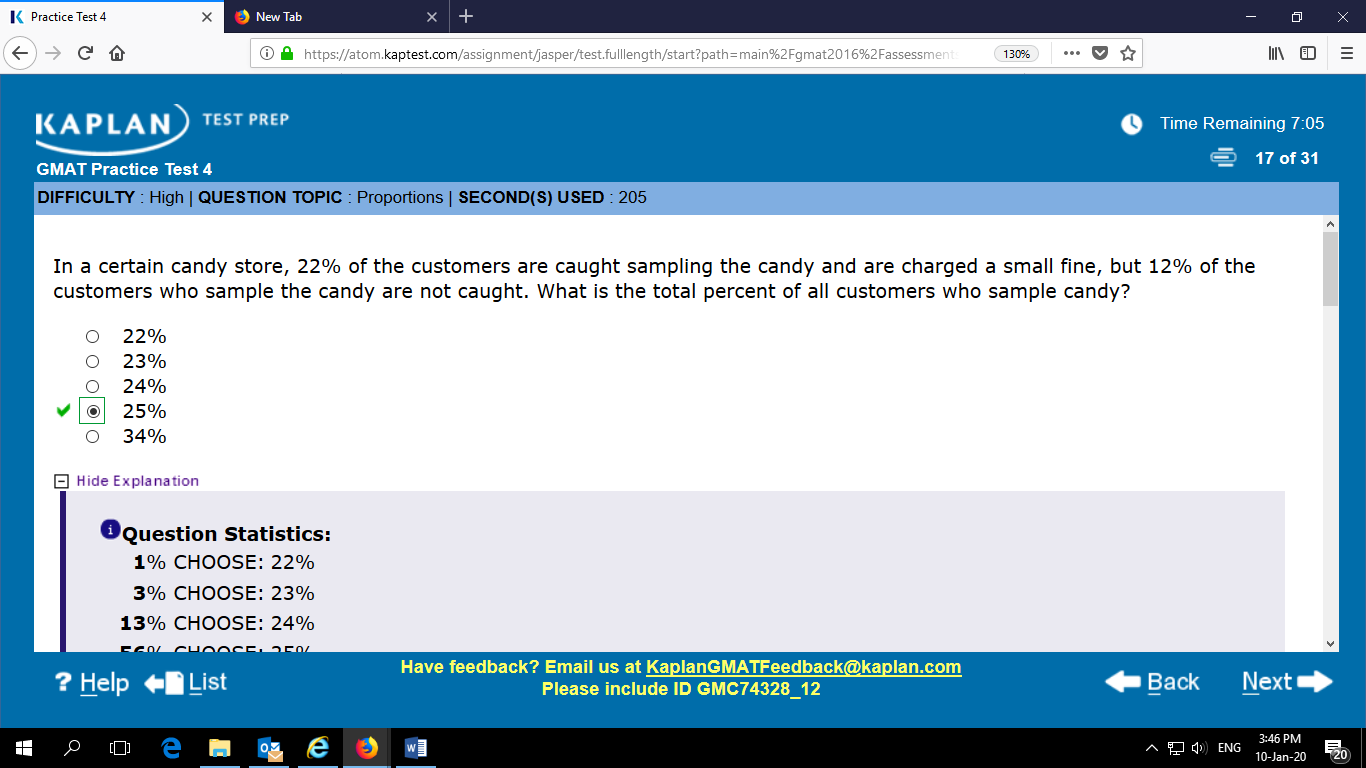 Practice Test 4
New Tab
https://atom.kaptest.com/assignment/jasper/test.fulllength/start?path=main%2Fgmat2016%2Fassessment
130%
KAPLAN TEST PREP
Time Remaining 7:05
17 of 31
GMAT Practice Test 4
DIFFICULTY : High | QUESTION TOPIC : Proportions | SECOND(S) USED : 205
In a certain candy store, 22% of the customers are caught sampling the candy and are charged a small fine, but 12% of the
customers who sample the candy are not caught. What is the total percent of all customers who sample candy?
22%
23%
24%
25%
34%
Hide Explanation
Question Statistics:
1% CHOOSE: 22%
3% CHOOSE: 23%
13% CHOOSE: 24%
56% CHOOSE: 25%
? Help
List
Have feedback? Email us at KaplanGMATFeedback@kaplan.com
Please include ID GMC74328_12
Back
Next
ENG
3:46 PM
10-Jan-20
20